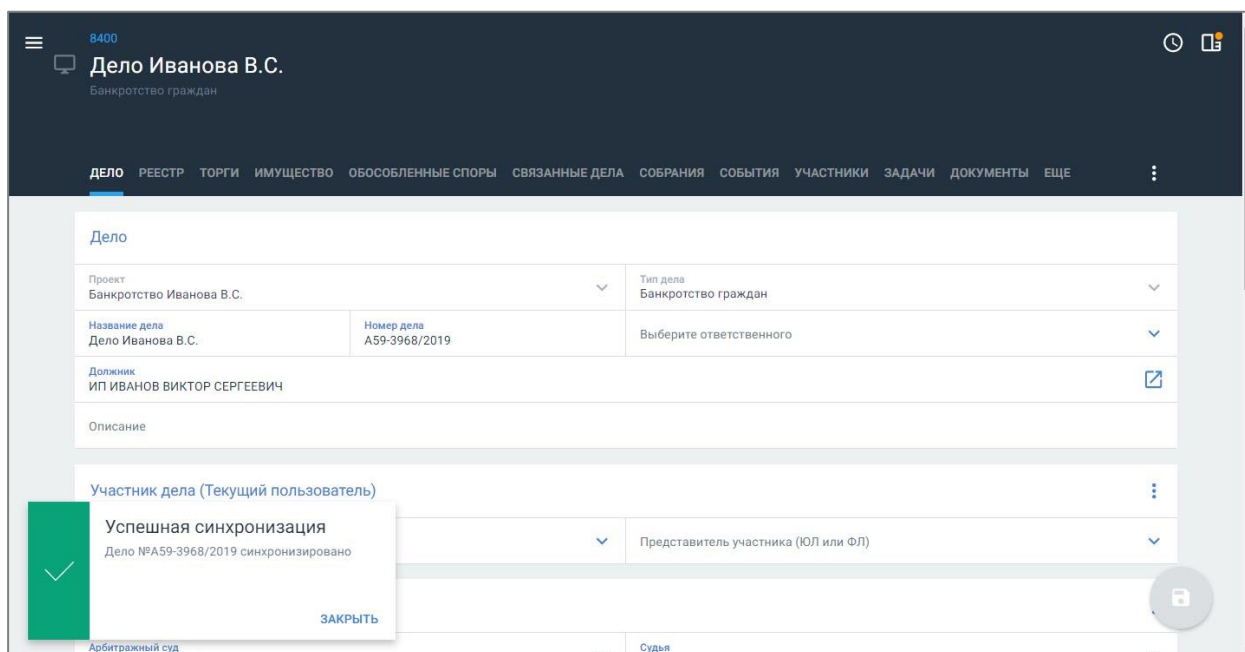 8400
Дело Иванова В.С.
Банкротство граждан
ДЕЛО РЕЕСТР ТОРГИ ИМУЩЕСТВО ОБОСОБЛЕННЫЕ СПОРЫ СВЯЗАННЫЕ ДЕЛА СОБРАНИЯ СОБЫТИЯ УЧАСТНИКИ ЗАДАЧИ ДОКУМЕНТЫ ЕЩЕ
Дело
Проект Тип дела
Банкротство Иванова В.С. Банкротство граждан
Название дела Номер дела
Дело Иванова В.С. А59-3968/2019 Выберите ответственного
Должник
ИП ИВАНОВ ВИКТОР СЕРГЕЕВИЧ
Описание
Участник дела (Текущий пользователь)
Успешная синхронизация
Представитель участника (ЮЛ или ФЛ)
Дело №А59-3968/2019 синхронизировано
ЗАКРЫТЬ
Арбитражный суд Судья